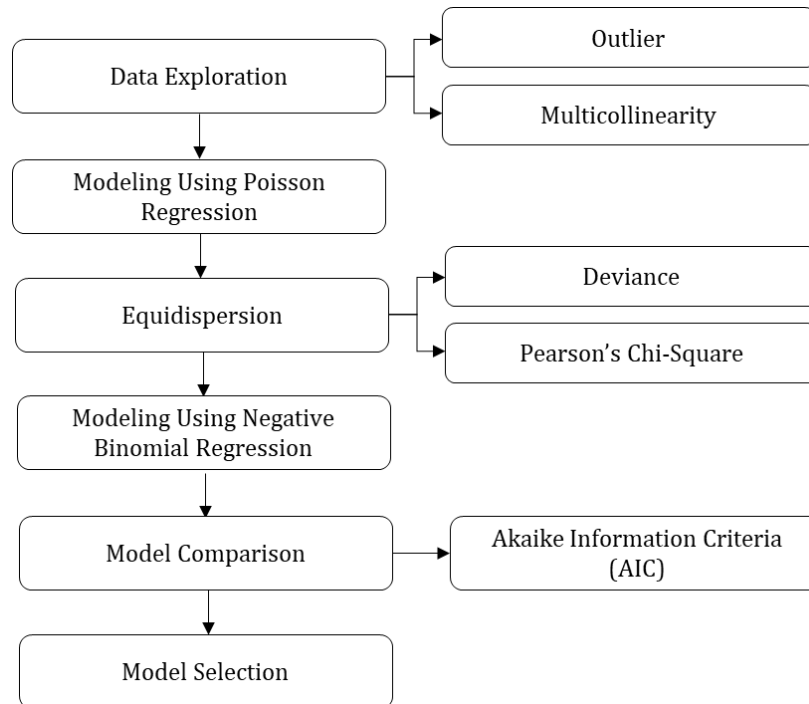 Data Exploration
Outlier
Multicollinearity
Modeling Using Poisson
Regression
Equidispersion
Deviance
Pearson’s Chi-Square
Modeling Using Negative
Binomial Regression
Model Comparison
Akaike Information Criteria
(AIC)
Model Selection